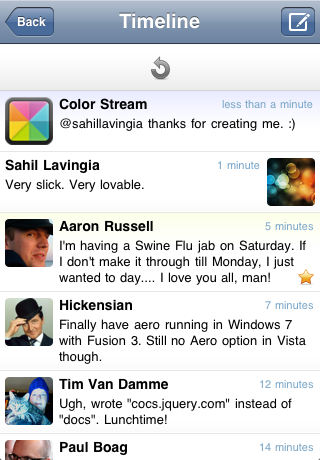 Back
Timeline
Color Stream
less than a minute
@sahillavingia thanks for creating me. :)
Sahil Lavingia
1 minute
Very slick. Very lovable.
Aaron Russell
5 minutes
I'm having a Swine Flu jab on Saturday. If
I don't make it through till Monday, I just
wanted to day.... I love you all, man!
Hickensian
7 minutes
Finally have aero running in Windows 7
with Fusion 3. Still no Aero option in Vista
though.
Tim Van Damme
12 minutes
Ugh, wrote "cocs.jquery.com" instead of
"docs". Lunchtime!
Paul Boag
14 minutes